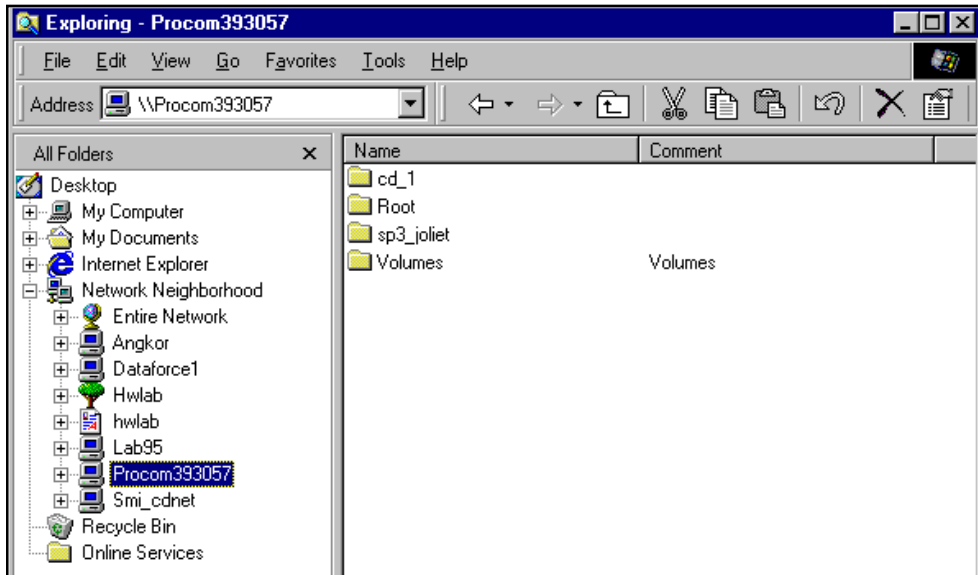 Exploring - Procom393057
File Edit View Go Favorites Tools Help
Address \\Procom393057
All Folders
Desktop
My Computer
My Documents
Internet Explorer
Network Neighborhood
Entire Network
Angkor
Dataforce1
Hwlab
hwlab
Lab95
Procom393057
Smi_cdnet
Recycle Bin
Online Services
Name Comment
cd_1
Root
sp3_joliet
Volumes Volumes